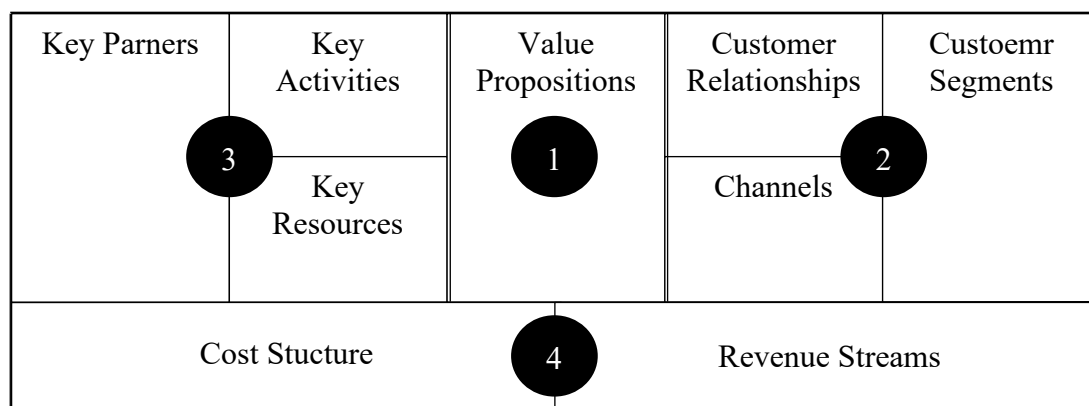 Key Parners
Key
Activities
Value
Propositions
Customer
Relationships
Custoemr
Segments
3
1
2
Key
Resources
Channels
Cost Stucture
4
Revenue Streams